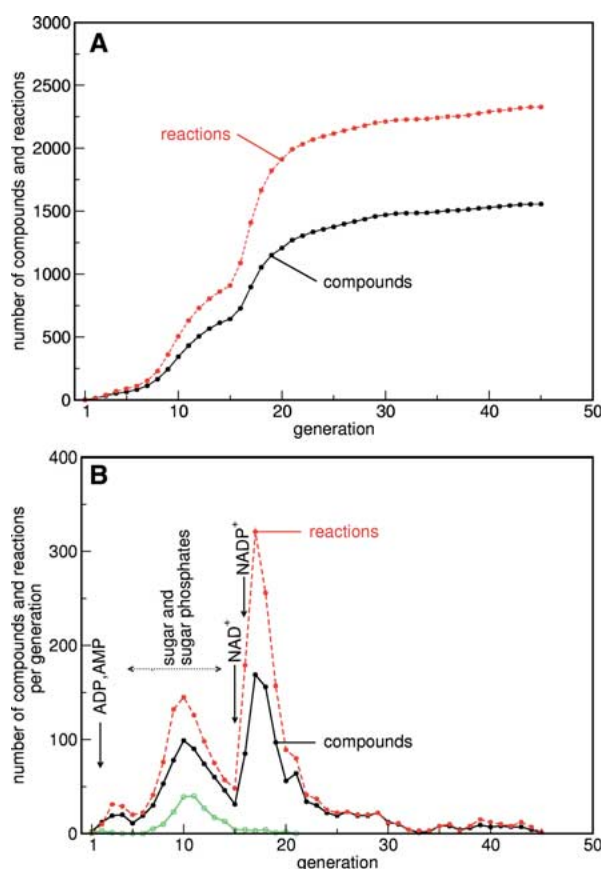 A
3000
2500
2000
1500
1000
500
0
number of compounds and reactions
reactions
compounds
1
10
20
30
40
50
generation
B
400
300
200
100
0
number of compounds and reactions
per generation
ADP,AMP
sugar and
sugar phosphates
NAD⁺
NADP⁺
reactions
compounds
1
10
20
30
40
50
generation